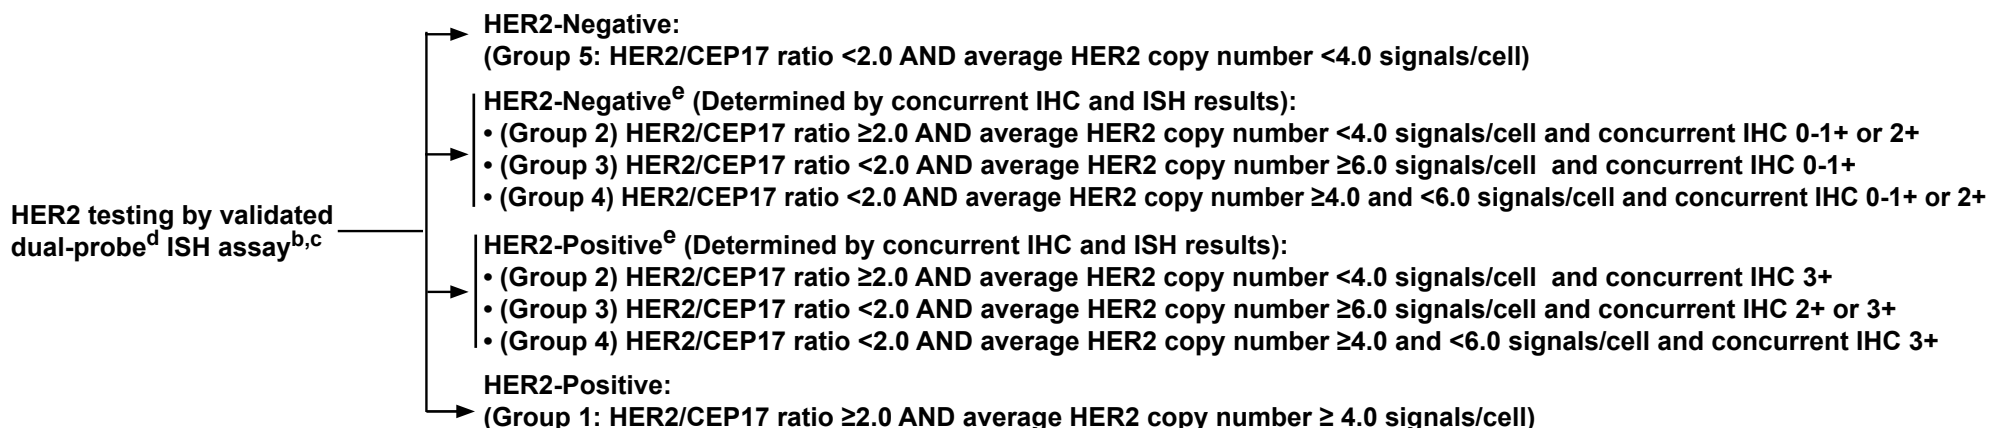 HER2-Negative:
(Group 5: HER2/CEP17 ratio <2.0 AND average HER2 copy number <4.0 signals/cell)
HER2-Negativeᵉ (Determined by concurrent IHC and ISH results):
• (Group 2) HER2/CEP17 ratio ≥2.0 AND average HER2 copy number <4.0 signals/cell and concurrent IHC 0-1+ or 2+
• (Group 3) HER2/CEP17 ratio <2.0 AND average HER2 copy number ≥6.0 signals/cell and concurrent IHC 0-1+
• (Group 4) HER2/CEP17 ratio <2.0 AND average HER2 copy number ≥4.0 and <6.0 signals/cell and concurrent IHC 0-1+ or 2+
HER2 testing by validated
dual-probeᵈ ISH assayᵇ,ᶜ
HER2-Positiveᵉ (Determined by concurrent IHC and ISH results):
• (Group 2) HER2/CEP17 ratio ≥2.0 AND average HER2 copy number <4.0 signals/cell and concurrent IHC 3+
• (Group 3) HER2/CEP17 ratio <2.0 AND average HER2 copy number ≥6.0 signals/cell and concurrent IHC 2+ or 3+
• (Group 4) HER2/CEP17 ratio <2.0 AND average HER2 copy number ≥4.0 and <6.0 signals/cell and concurrent IHC 3+
HER2-Positive:
(Group 1: HER2/CEP17 ratio ≥2.0 AND average HER2 copy number ≥ 4.0 signals/cell)